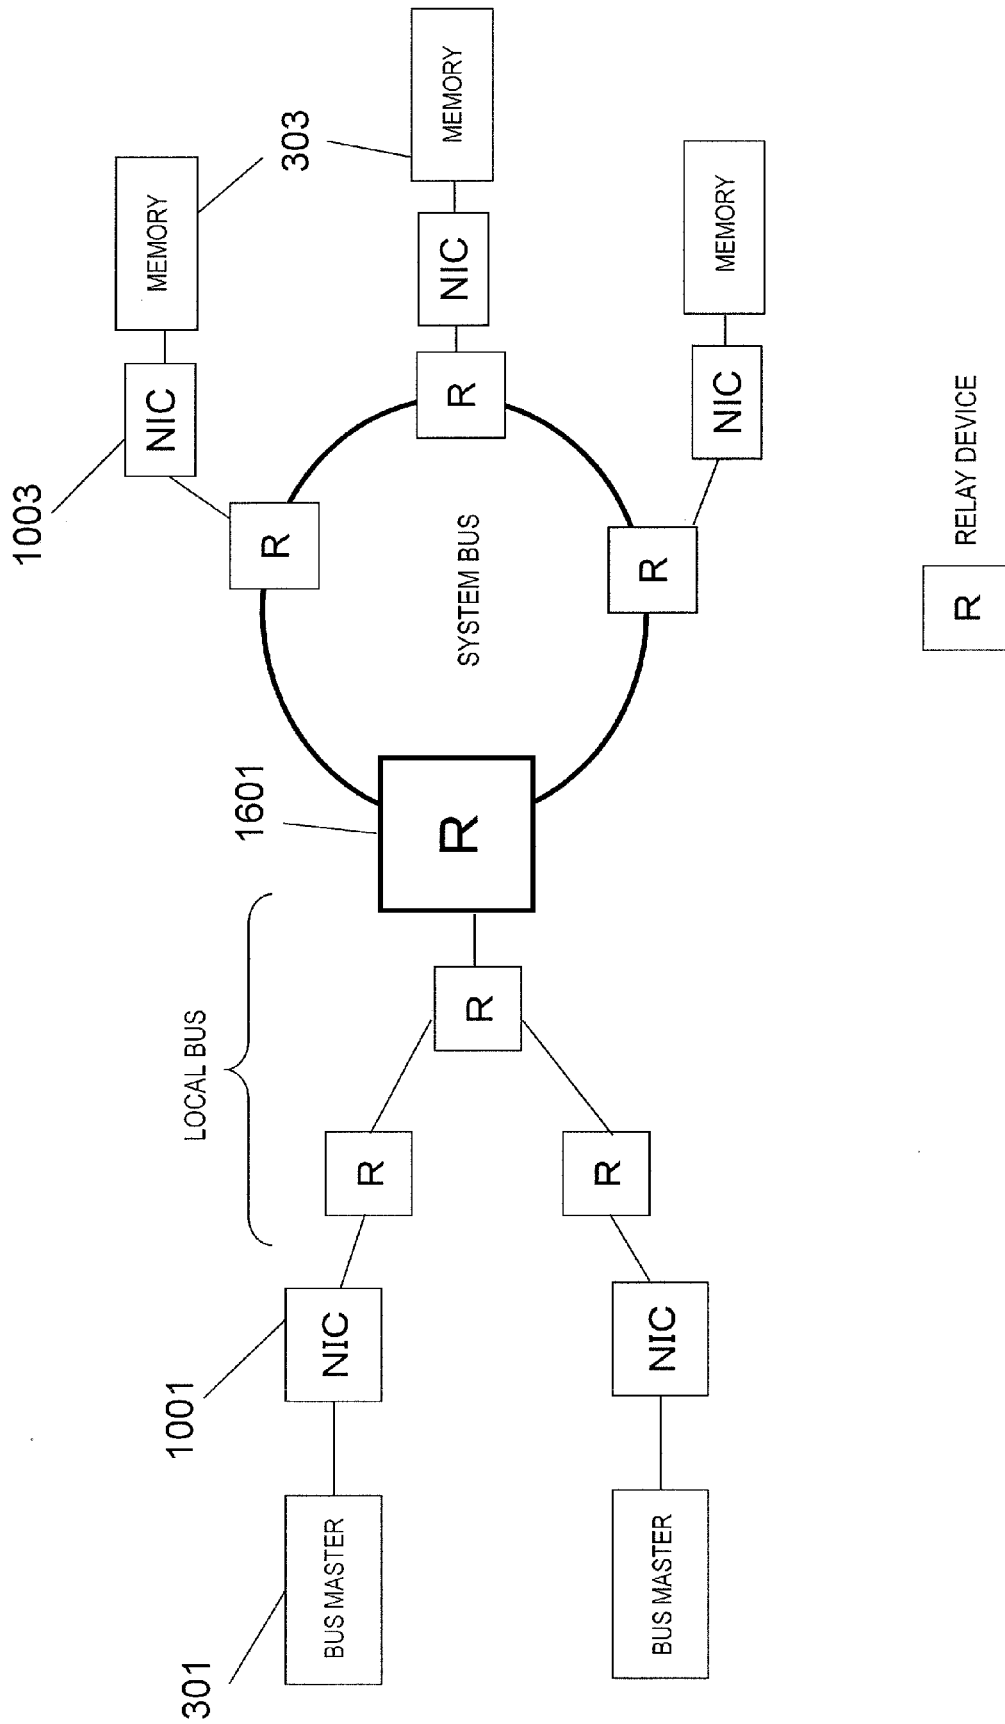 301
BUS MASTER
1001
NIC
R
LOCAL BUS
BUS MASTER
NIC
R
R
1601
R
SYSTEM BUS
R
1003
NIC
MEMORY
303
R
NIC
MEMORY
R
NIC
MEMORY
R
RELAY DEVICE